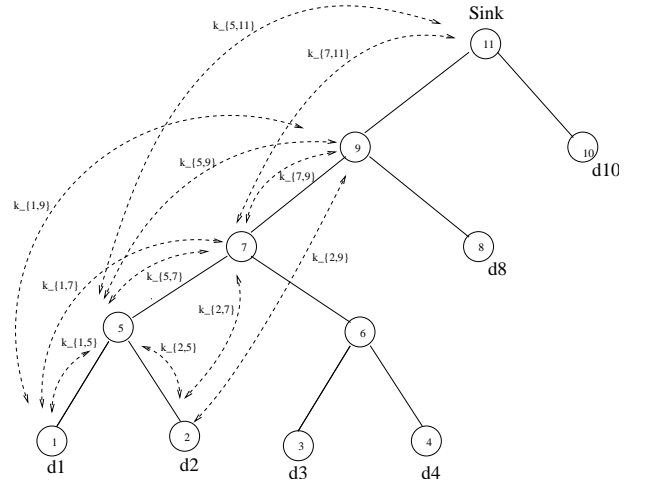 Sink
k_{5,11}
11
k_{7,11}
9
10
d10
k_{5,9}
k_{7,9}
k_{1,9}
7
8
d8
k_{2,9}
k_{1,7}
k_{5,7}
k_{2,7}
5
6
k_{1,5}
k_{2,5}
1
2
3
4
d1
d2
d3
d4